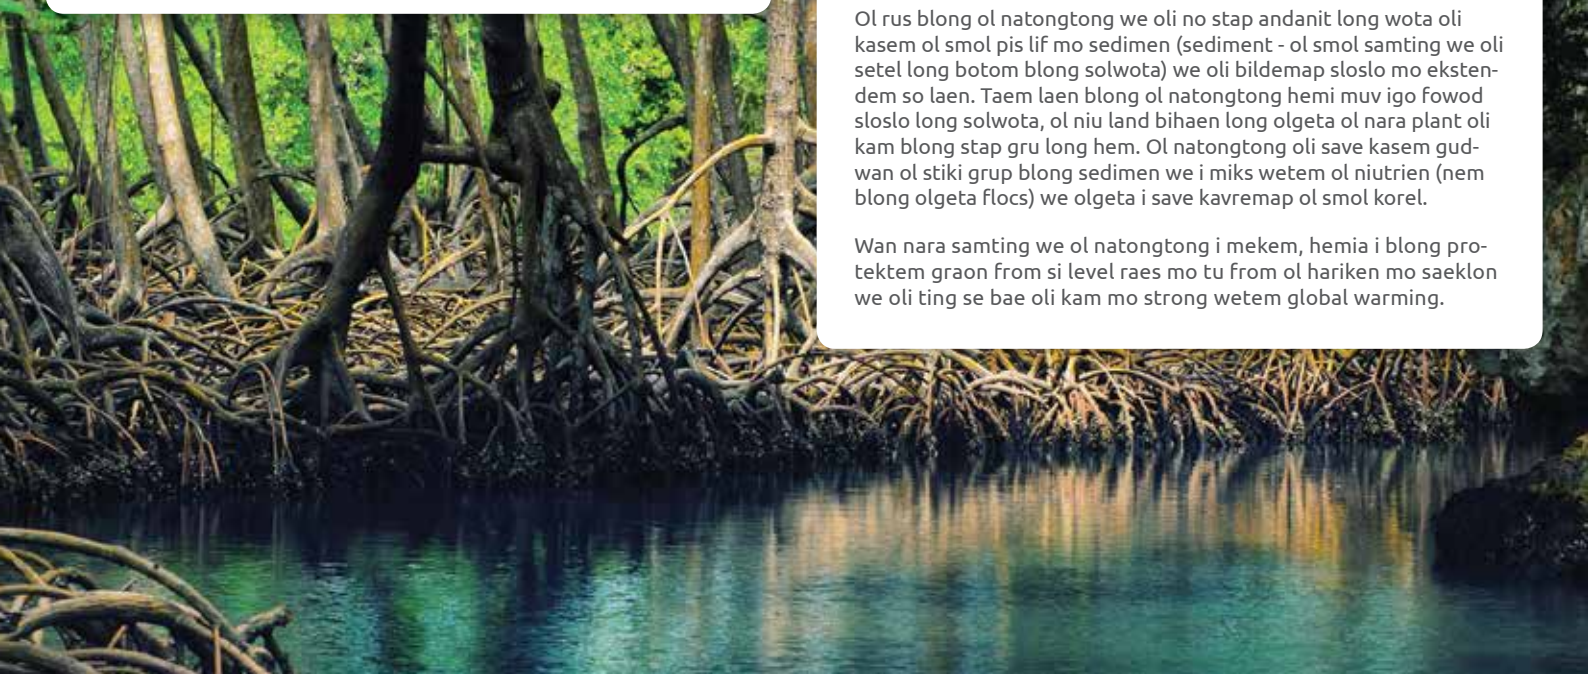 Ol rus blong ol natongtong we oli no stap andanit long wota oli
kasem ol smol pis lif mo sedimen (sediment - ol smol samting we oli
setel long botom blong solwota) we oli bildemap sloslo mo eksten-
dem so laen. Taem laen blong ol natongtong hemi muv igo fowod
sloslo long solwota, ol niu land bihaen long olgeta ol nara plant oli
kam blong stap gru long hem. Ol natongtong oli save kasem gud-
wan ol stiki grup blong sedimen we i miks wetem ol niutrien (nem
blong olgeta flocs) we olgeta i save kavremap ol smol korel.
Wan nara samting we ol natongtong i mekem, hemia i blong pro-
tektem graon from si level raes mo tu from ol hariken mo saeklon
we oli ting se bae oli kam mo strong wetem global warming.